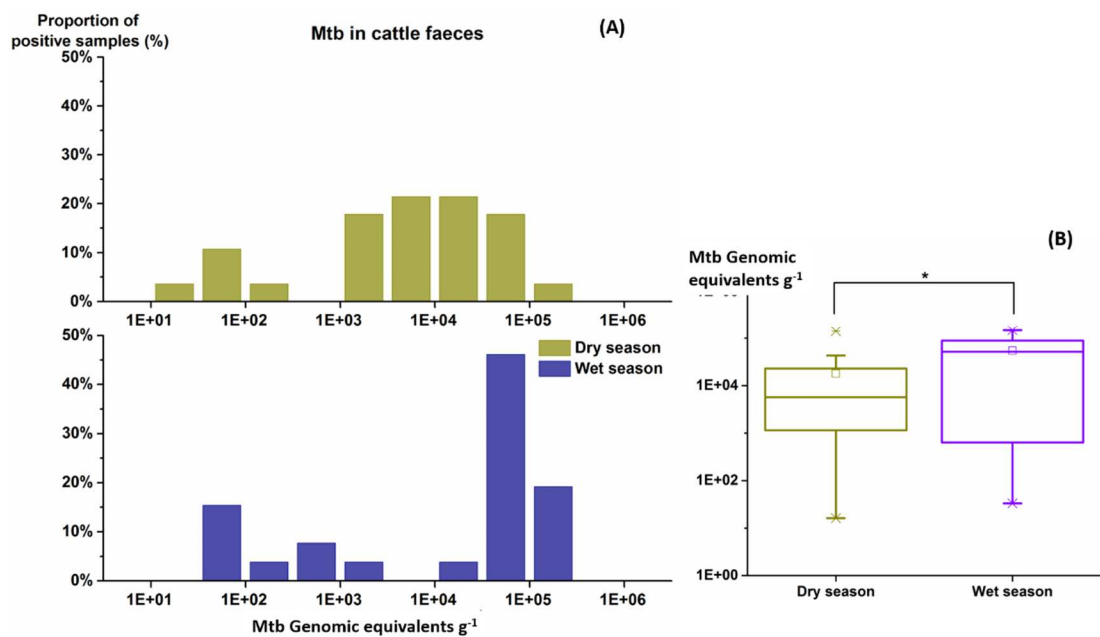 Proportion of
positive samples (%)
Mtb in cattle faeces
(A)
50%
40%
30%
20%
10%
0%
1E+01 1E+02 1E+03 1E+04 1E+05 1E+06
50%
40%
30%
20%
10%
0%
Dry season
Wet season
1E+01 1E+02 1E+03 1E+04 1E+05 1E+06
Mtb Genomic equivalents g⁻¹
(B)
Mtb Genomic
equivalents g⁻¹
*
1E+04
1E+02
1E+00
Dry season Wet season